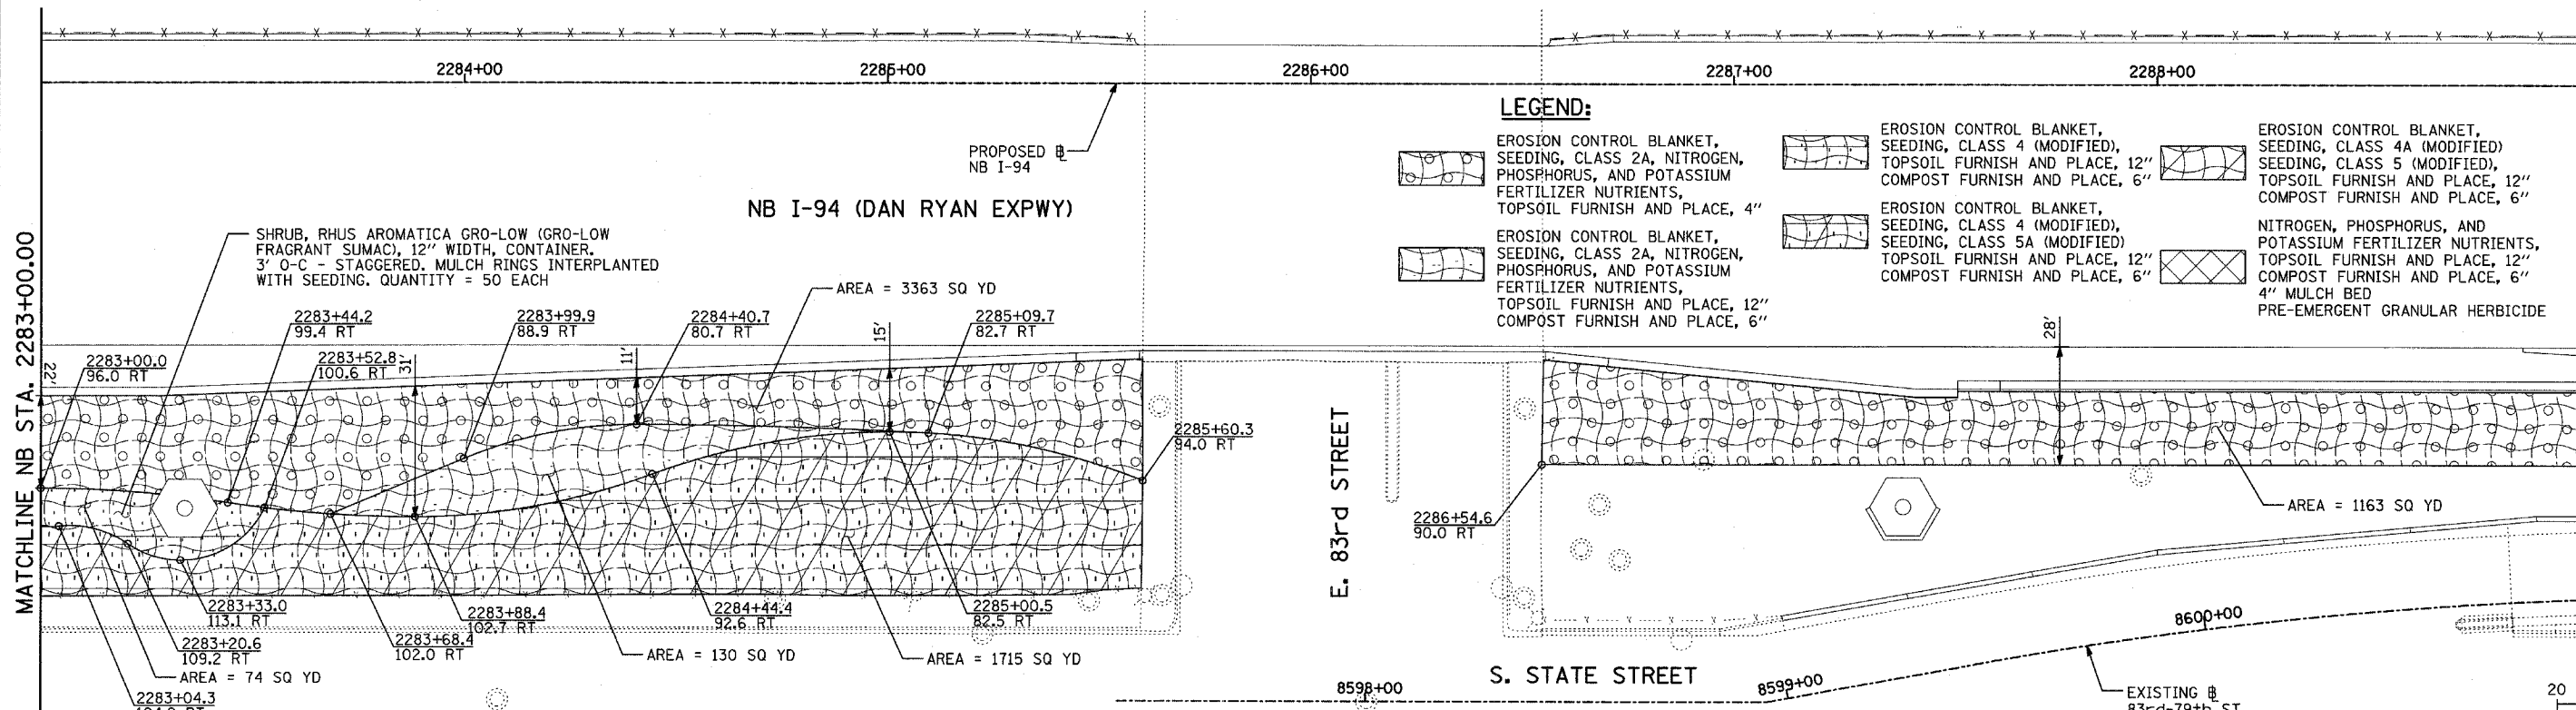 2284+00
2285+00
2286+00
2287+00
2288+00
PROPOSED ℄
NB I-94
NB I-94 (DAN RYAN EXPWY)
MATCHLINE NB STA. 2283+00.00
SHRUB, RHUS AROMATICA GRO-LOW (GRO-LOW
FRAGRANT SUMAC), 12" WIDTH, CONTAINER.
3' O-C - STAGGERED. MULCH RINGS INTERPLANTED
WITH SEEDING. QUANTITY = 50 EACH
AREA = 3363 SQ YD
LEGEND:
EROSION CONTROL BLANKET,
SEEDING, CLASS 2A, NITROGEN,
PHOSPHORUS, AND POTASSIUM
FERTILIZER NUTRIENTS,
TOPSOIL FURNISH AND PLACE, 4"
EROSION CONTROL BLANKET,
SEEDING, CLASS 2A, NITROGEN,
PHOSPHORUS, AND POTASSIUM
FERTILIZER NUTRIENTS,
TOPSOIL FURNISH AND PLACE, 12"
COMPOST FURNISH AND PLACE, 6"
EROSION CONTROL BLANKET,
SEEDING, CLASS 4 (MODIFIED),
TOPSOIL FURNISH AND PLACE, 12"
COMPOST FURNISH AND PLACE, 6"
EROSION CONTROL BLANKET,
SEEDING, CLASS 4 (MODIFIED),
SEEDING, CLASS 5A (MODIFIED)
TOPSOIL FURNISH AND PLACE, 12"
COMPOST FURNISH AND PLACE, 6"
EROSION CONTROL BLANKET,
SEEDING, CLASS 4A (MODIFIED)
SEEDING, CLASS 5 (MODIFIED),
TOPSOIL FURNISH AND PLACE, 12"
COMPOST FURNISH AND PLACE, 6"
NITROGEN, PHOSPHORUS, AND
POTASSIUM FERTILIZER NUTRIENTS,
TOPSOIL FURNISH AND PLACE, 12"
COMPOST FURNISH AND PLACE, 6"
4" MULCH BED
PRE-EMERGENT GRANULAR HERBICIDE
2283+00.0
96.0 RT
22'
2283+44.2
99.4 RT
2283+52.8
100.6 RT
31'
2283+99.9
88.9 RT
11'
2284+40.7
80.7 RT
15'
2285+09.7
82.7 RT
28'
2285+60.3
94.0 RT
E. 83rd STREET
2286+54.6
90.0 RT
AREA = 1163 SQ YD
2283+33.0
113.1 RT
2283+20.6
109.2 RT
AREA = 74 SQ YD
2283+04.3
2283+68.4
102.0 RT
2283+88.4
102.7 RT
AREA = 130 SQ YD
2284+44.4
92.6 RT
AREA = 1715 SQ YD
2285+00.5
82.5 RT
S. STATE STREET
8598+00
8599+00
8600+00
EXISTING ℄
83rd-79th ST
20